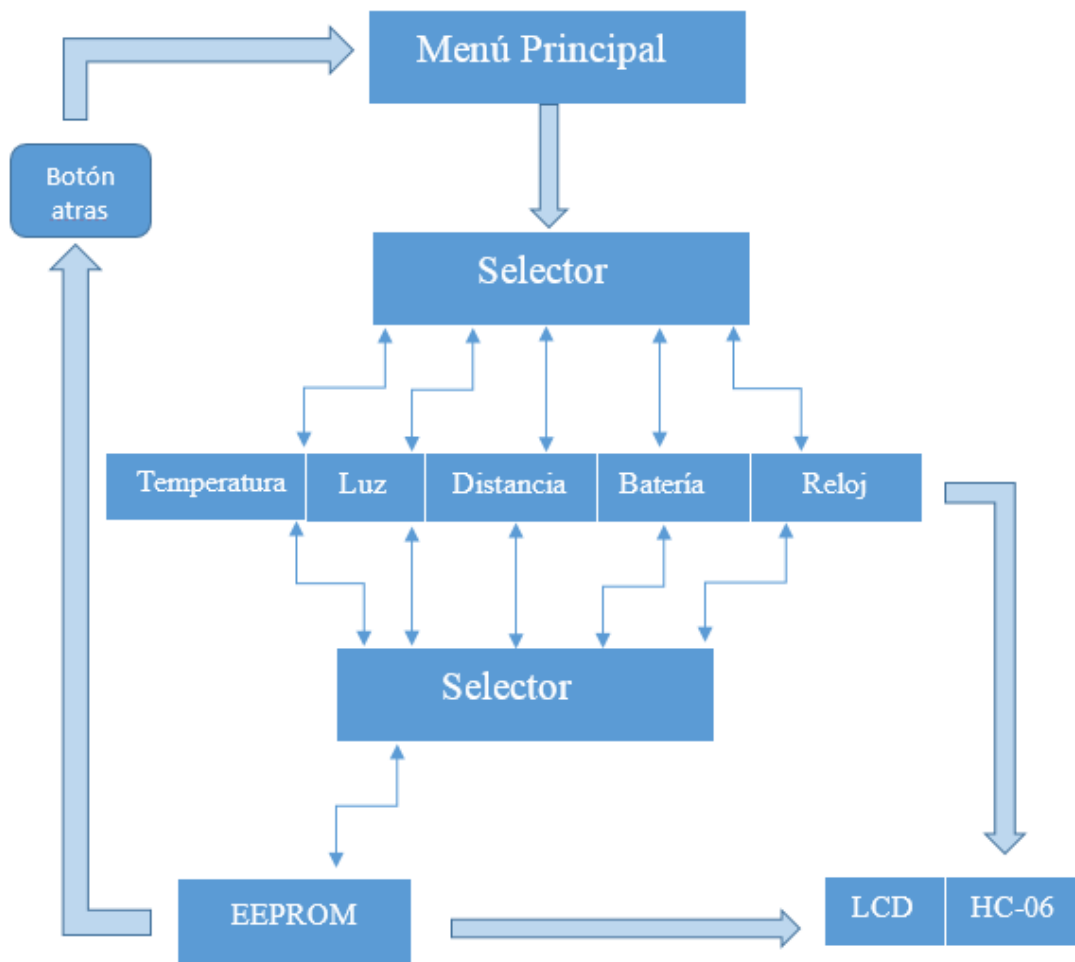 Menú Principal
Botón
atras
Selector
Temperatura
Luz
Distancia
Batería
Reloj
Selector
EEPROM
LCD
HC-06